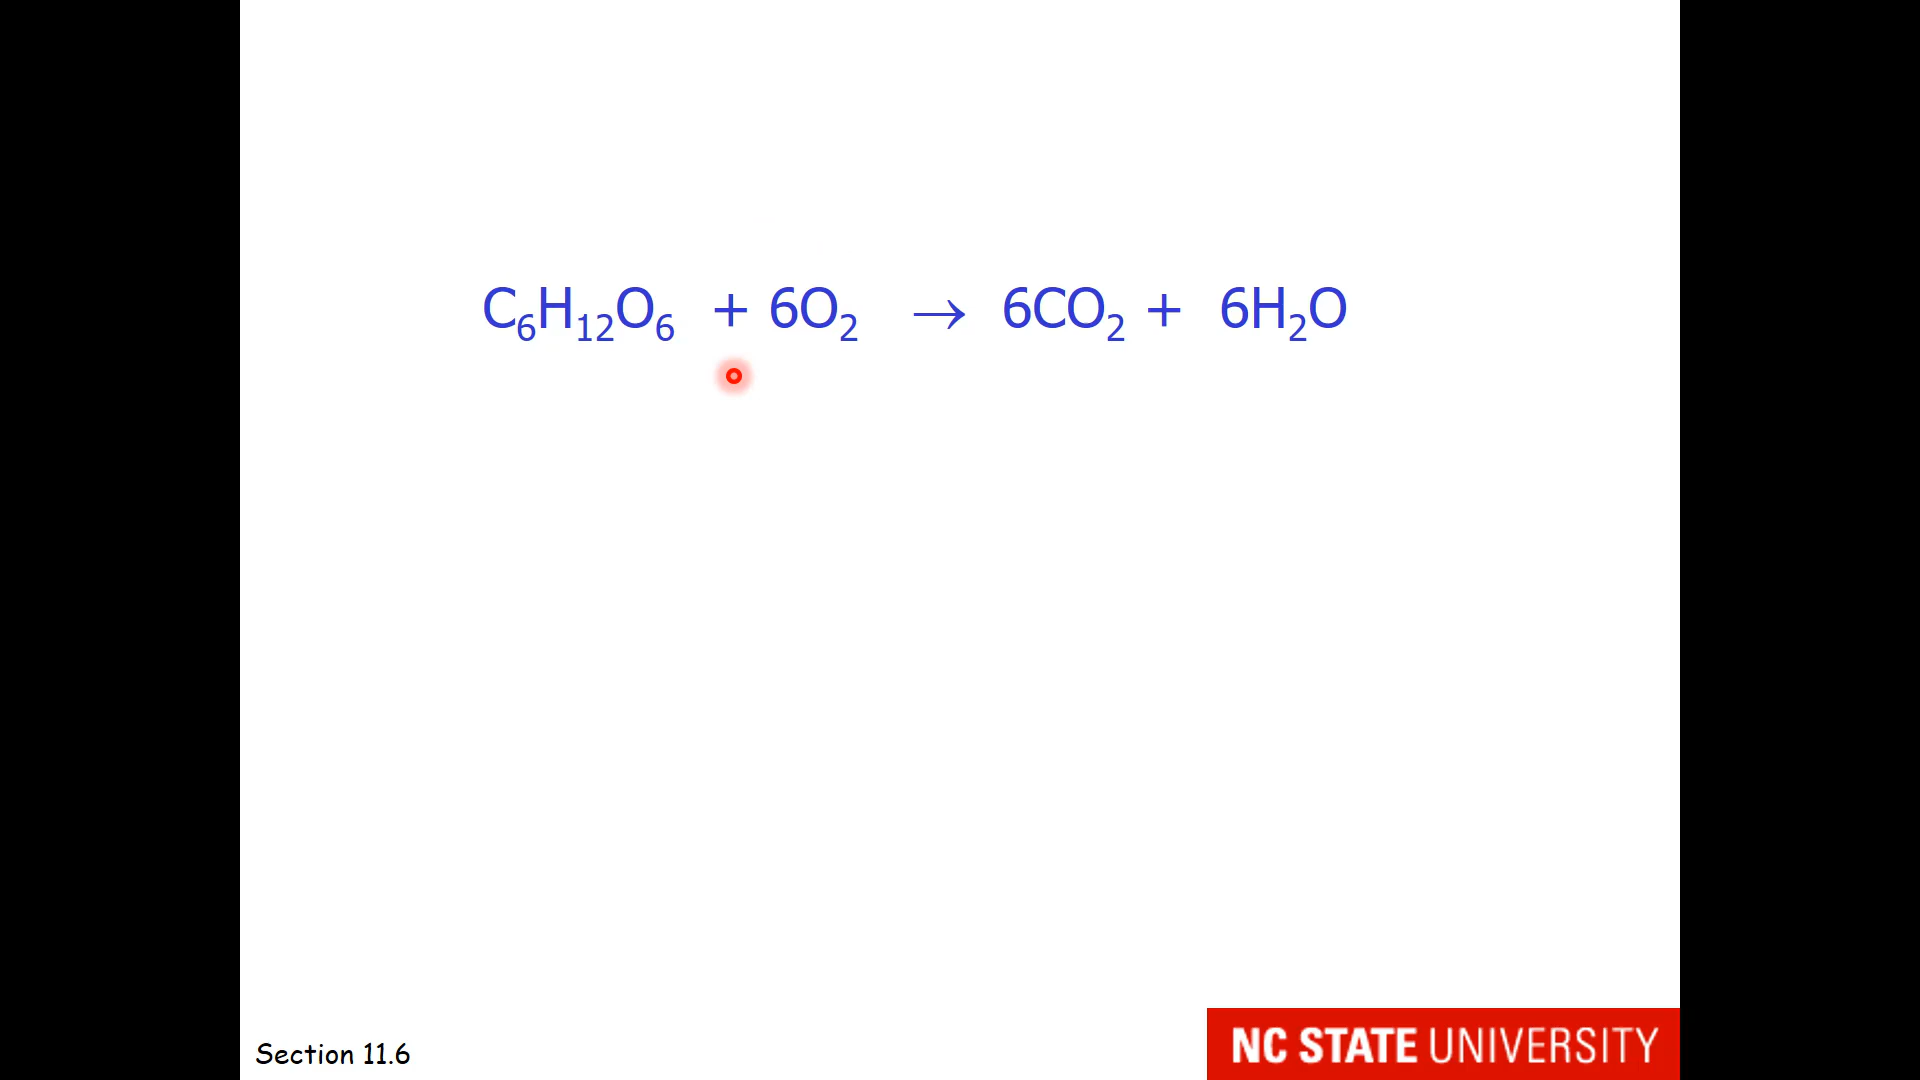 C₆H₁₂O₆ + 6O₂ → 6CO₂ + 6H₂O
Section 11.6
NC STATE UNIVERSITY